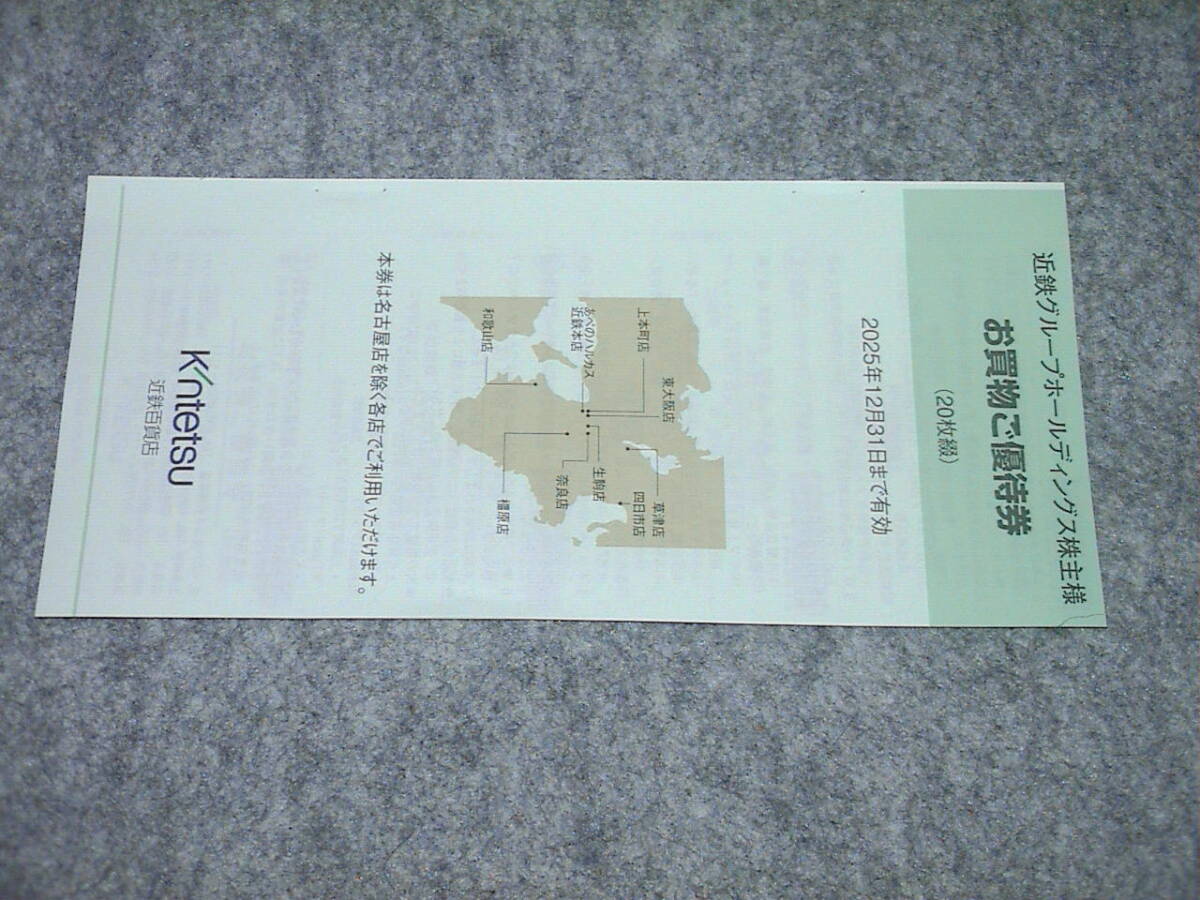 近鉄グループホールディングス株主様
お買物ご優待券
(20枚綴)
2025年12月31日まで有効
上本町店
東大阪店
草津店
四日市店
あべのハルカス
近鉄本店
生駒店
奈良店
和歌山店
橿原店
本券は名古屋店を除く各店でご利用いただけます。
Kintetsu
近鉄百貨店